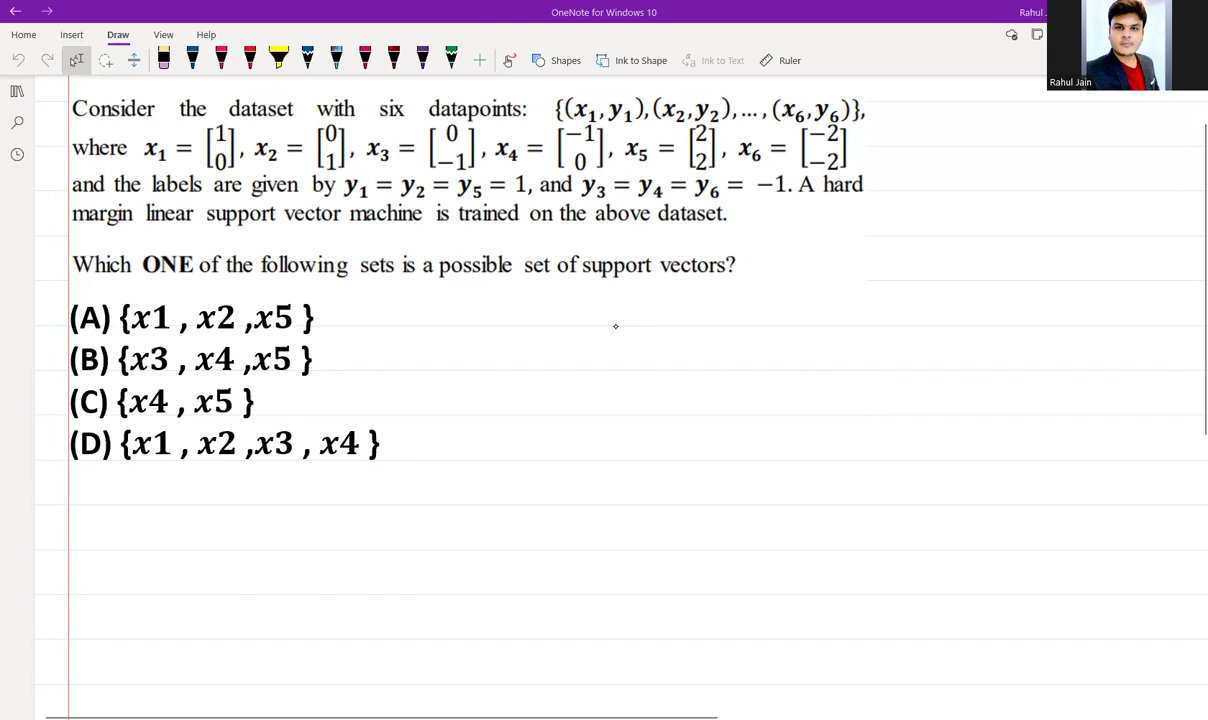 OneNote for Windows 10
Rahul J
Home Insert Draw View Help
Shapes Ink to Shape Ink to Text Ruler
Rahul Jain
Consider the dataset with six datapoints: {(x₁,y₁),(x₂,y₂),…,(x₆,y₆)},
where x₁ = [1 0], x₂ = [0 1], x₃ = [0 −1], x₄ = [−1 0], x₅ = [2 2], x₆ = [−2 −2]
and the labels are given by y₁ = y₂ = y₅ = 1, and y₃ = y₄ = y₆ = −1. A hard
margin linear support vector machine is trained on the above dataset.
Which ONE of the following sets is a possible set of support vectors?
(A) {x1 , x2 ,x5 }
(B) {x3 , x4 ,x5 }
(C) {x4 , x5 }
(D) {x1 , x2 ,x3 , x4 }